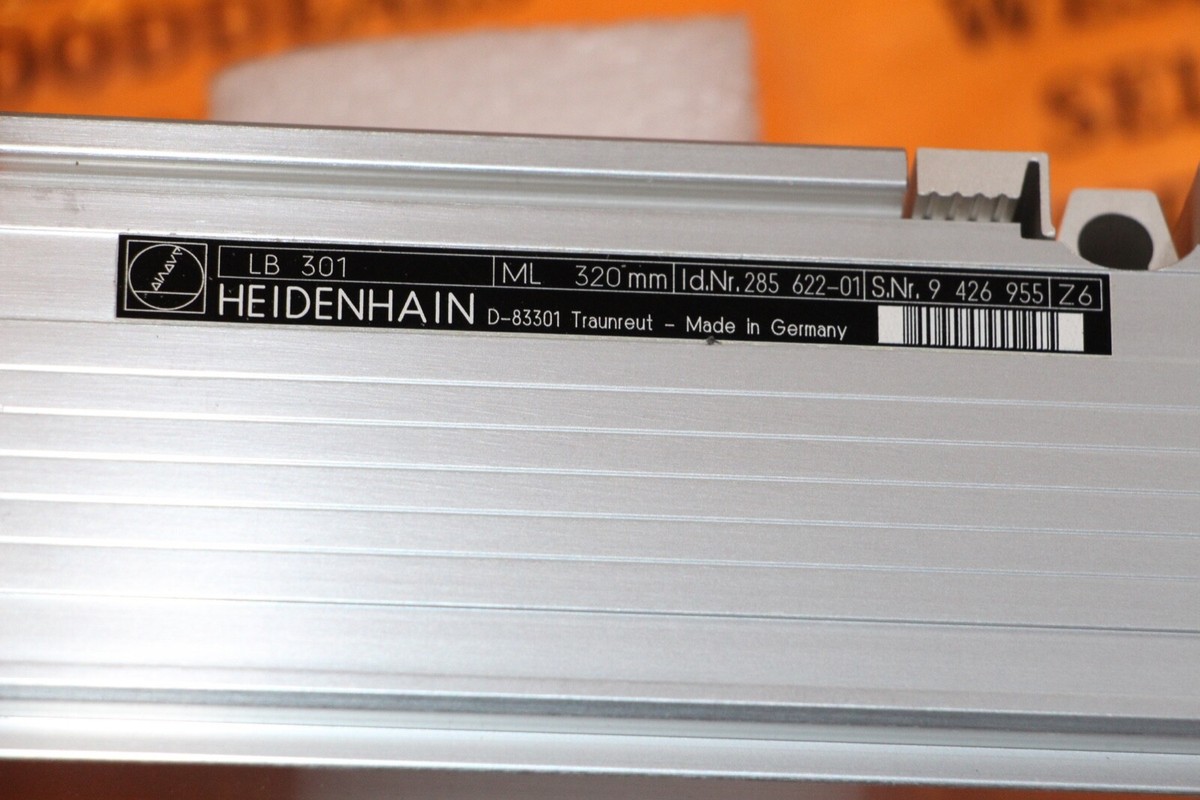 LB 301 ML 320 mm Id.Nr. 285 622-01 S.Nr. 9 426 955 Z6
HEIDENHAIN D-83301 Traunreut - Made in Germany